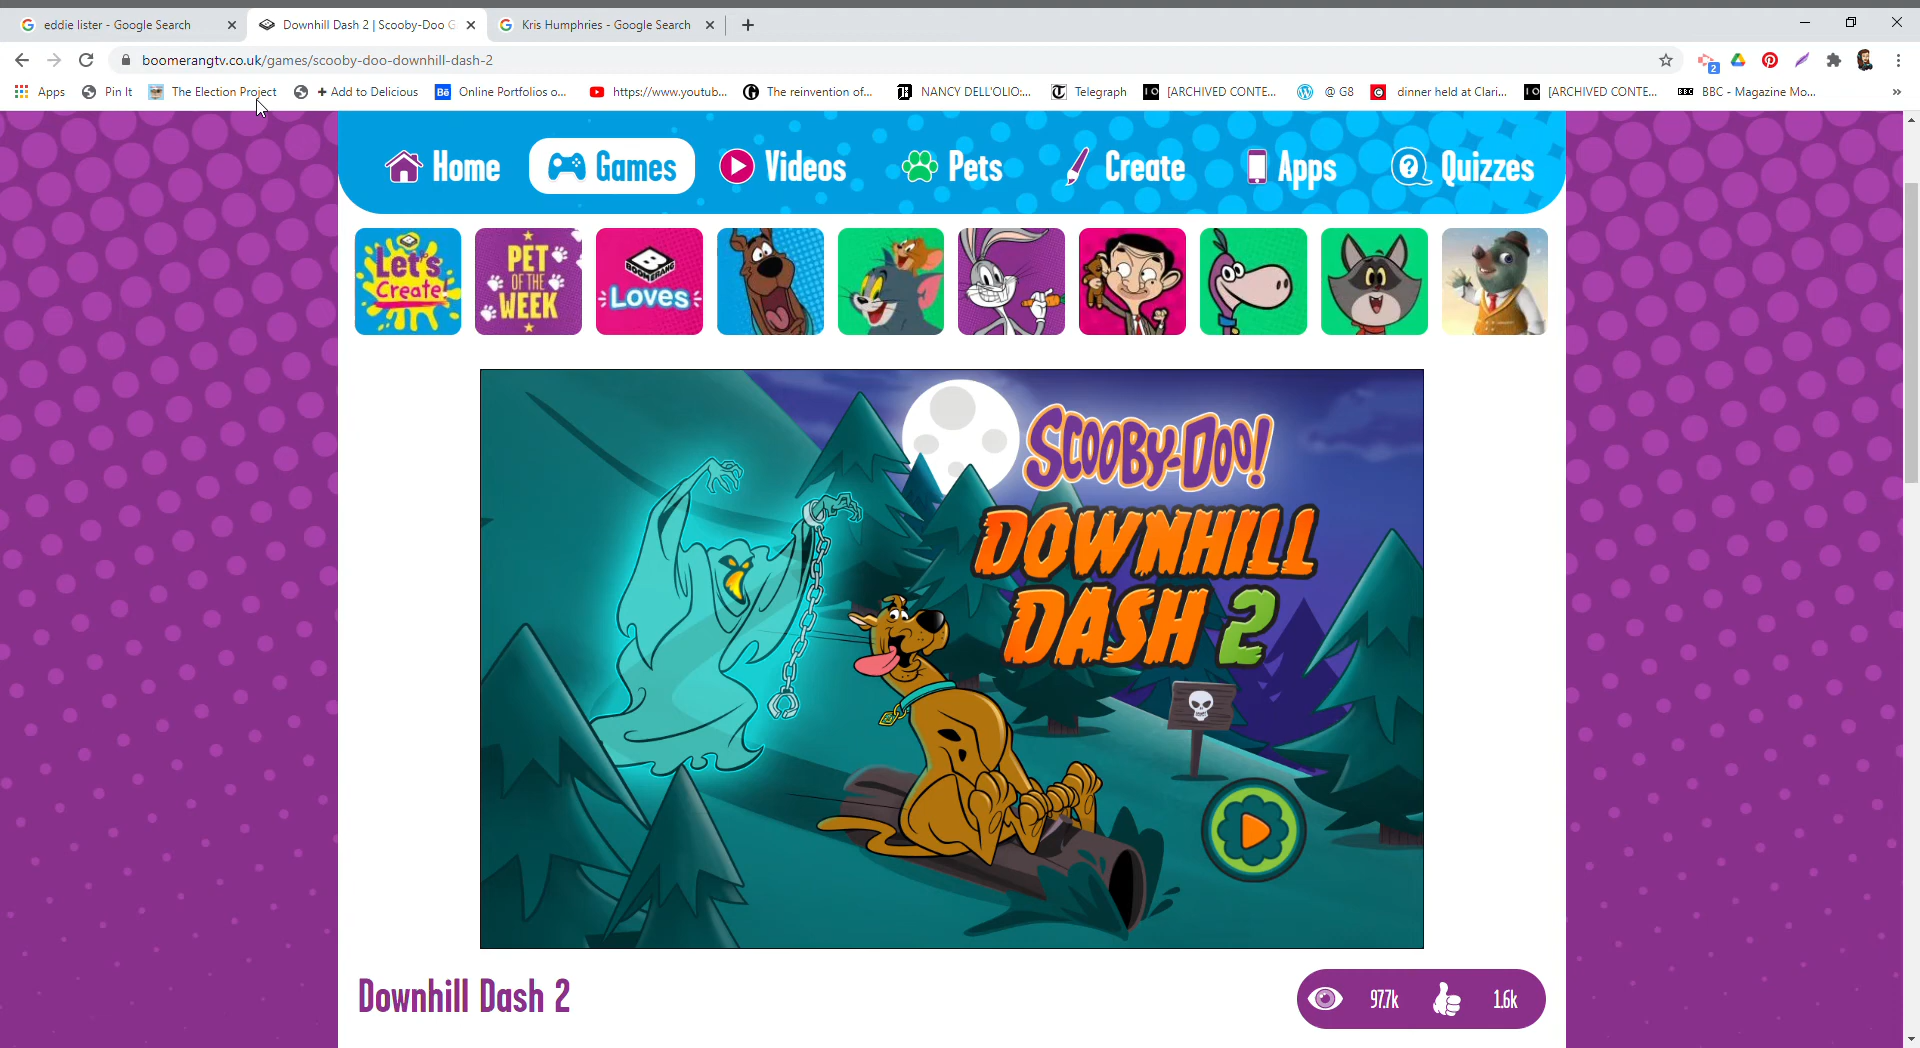 eddie lister - Google Search
Downhill Dash 2 | Scooby-Doo G
Kris Humphries - Google Search
boomerangtv.co.uk/games/scooby-doo-downhill-dash-2
2
Apps Pin It The Election Project + Add to Delicious Bē Online Portfolios o... https://www.youtub... The reinvention of... NANCY DELL'OLIO:... Telegraph [ARCHIVED CONTE... @ G8 dinner held at Clari... [ARCHIVED CONTE... BBC BBC - Magazine Mo... »
Home Games Videos Pets Create Apps Quizzes
Let's Create
PET OF THE WEEK
BOOMERANG Loves
SCOOBY-DOO!
DOWNHILL
DASH 2
Downhill Dash 2
97.7k 1.6k